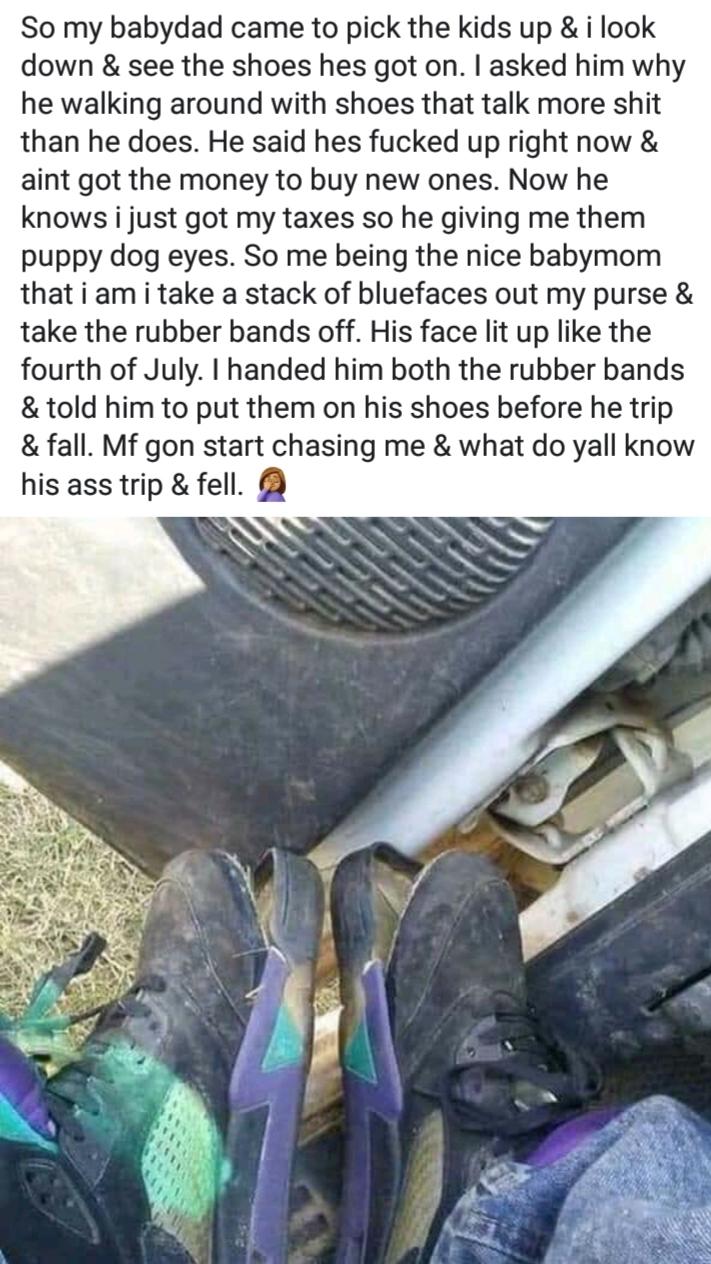 So my babydad came to pick the kids up & i look
down & see the shoes hes got on. I asked him why
he walking around with shoes that talk more shit
than he does. He said hes fucked up right now &
aint got the money to buy new ones. Now he
knows i just got my taxes so he giving me them
puppy dog eyes. So me being the nice babymom
that i am i take a stack of bluefaces out my purse &
take the rubber bands off. His face lit up like the
fourth of July. I handed him both the rubber bands
& told him to put them on his shoes before he trip
& fall. Mf gon start chasing me & what do yall know
his ass trip & fell. 🤦🏾‍♀️